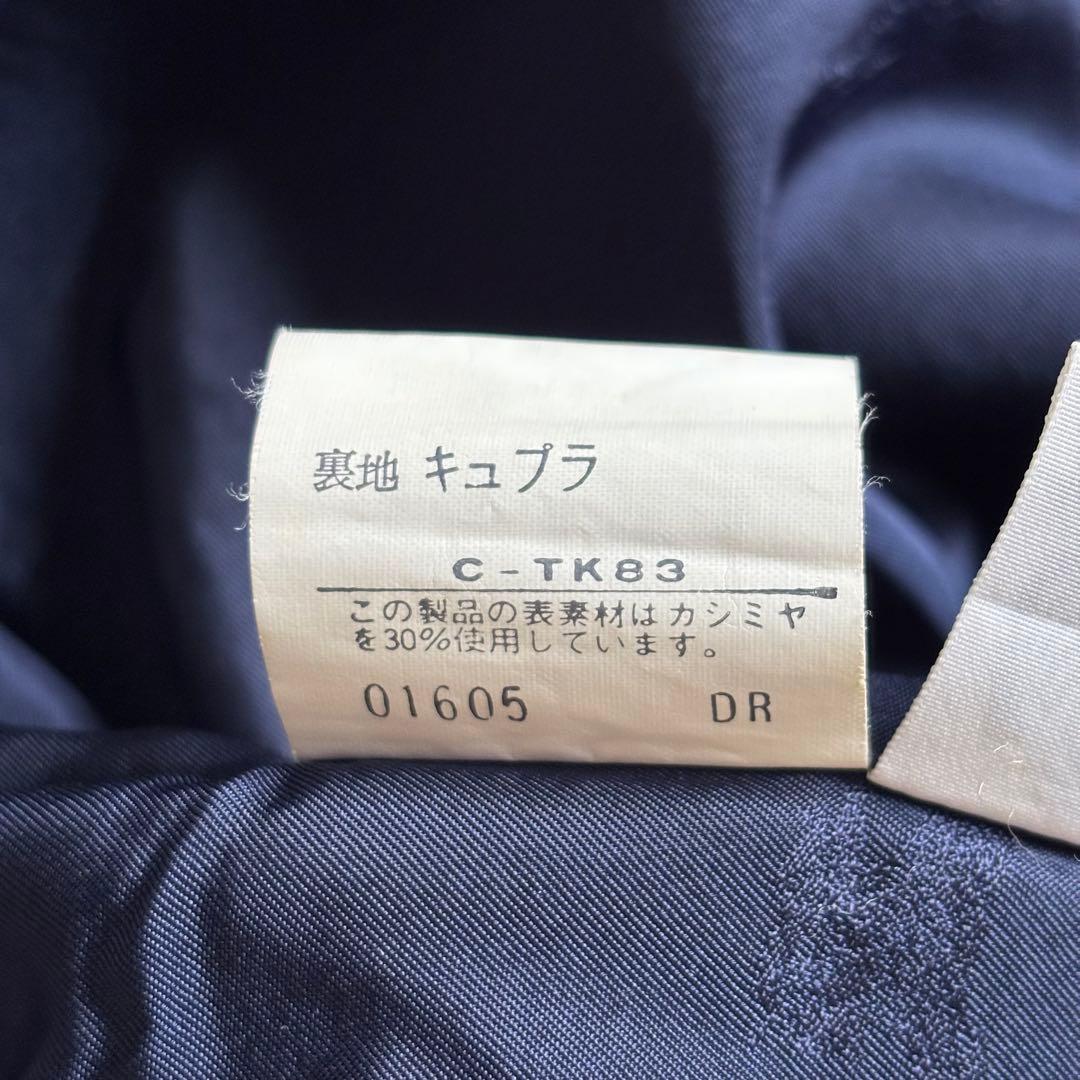 裏地 キュプラ
C-TK83
この製品の表素材はカシミヤ
を30%使用しています。
01605 DR